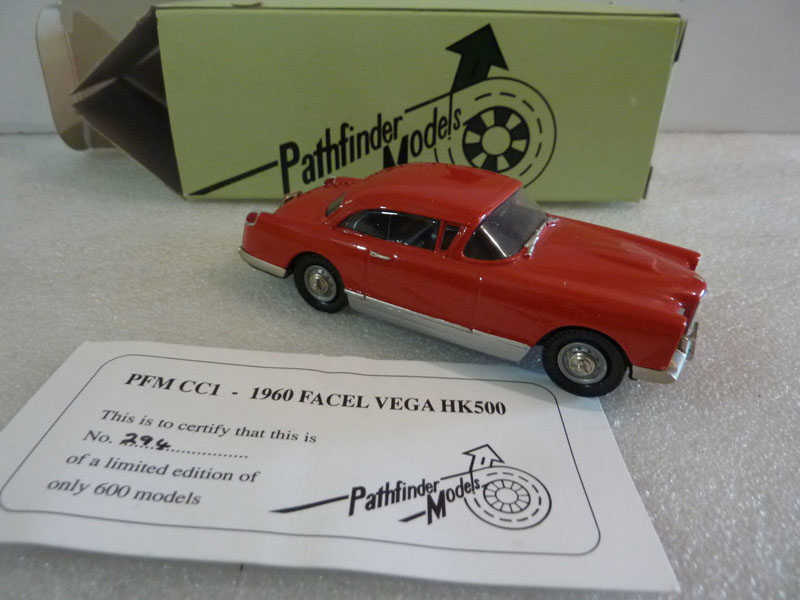 Pathfinder
Models
PFM CC1 - 1960 FACEL VEGA HK500
This is to certify that this is
No. 294
of a limited edition of
only 600 models
Pathfinder
Models